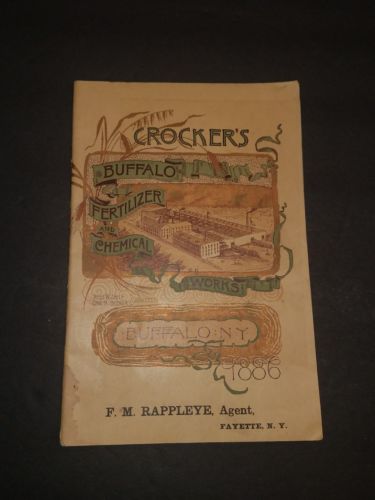 CROCKER'S
BUFFALO
FERTILIZER
AND
CHEMICAL
WORKS
BUFFALO: N.Y
1886
F. M. RAPPLEYE, Agent,
FAYETTE, N. Y.